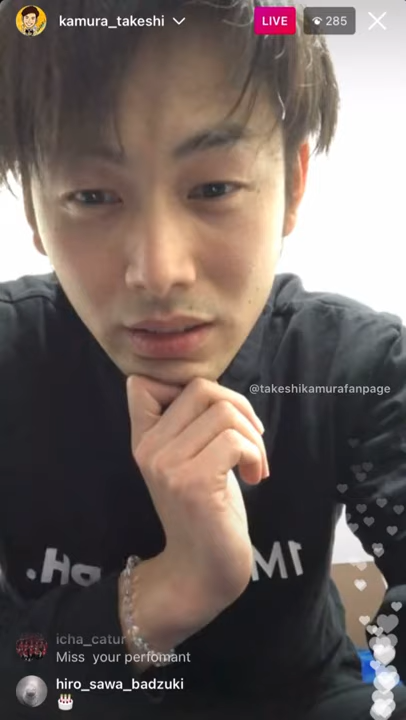 kamura_takeshi
LIVE
285
@takeshikamurafanpage
icha_catur
Miss your perfomant
hiro_sawa_badzuki